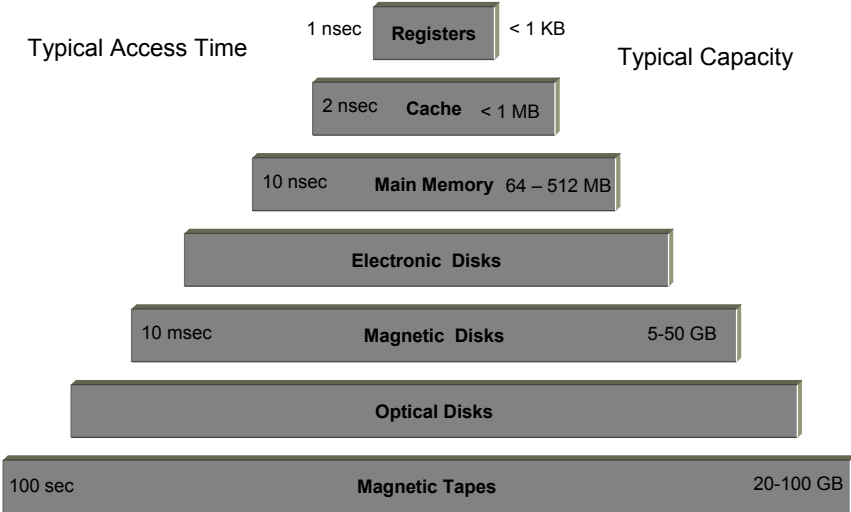 Typical Access Time
Typical Capacity
1 nsec Registers < 1 KB
2 nsec Cache < 1 MB
10 nsec Main Memory 64 – 512 MB
Electronic Disks
10 msec Magnetic Disks 5-50 GB
Optical Disks
100 sec Magnetic Tapes 20-100 GB